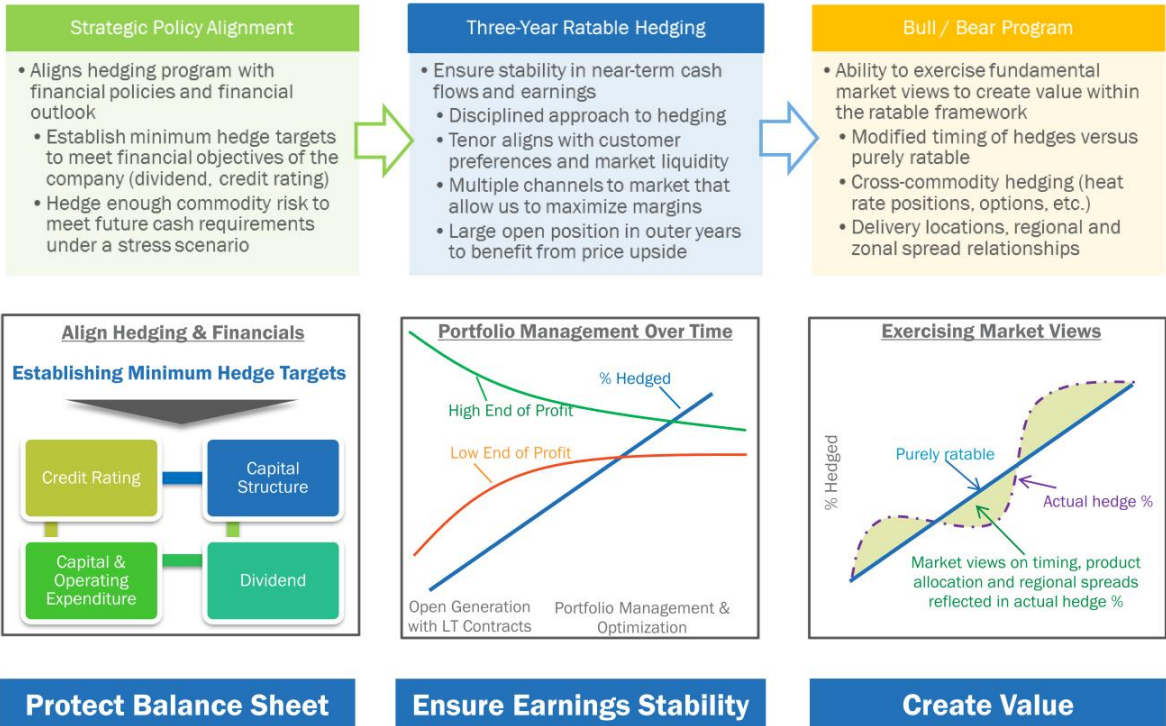 Strategic Policy Alignment
• Aligns hedging program with
financial policies and financial
outlook
• Establish minimum hedge targets
to meet financial objectives of the
company (dividend, credit rating)
• Hedge enough commodity risk to
meet future cash requirements
under a stress scenario
Three-Year Ratable Hedging
• Ensure stability in near-term cash
flows and earnings
• Disciplined approach to hedging
• Tenor aligns with customer
preferences and market liquidity
• Multiple channels to market that
allow us to maximize margins
• Large open position in outer years
to benefit from price upside
Bull / Bear Program
• Ability to exercise fundamental
market views to create value within
the ratable framework
• Modified timing of hedges versus
purely ratable
• Cross-commodity hedging (heat
rate positions, options, etc.)
• Delivery locations, regional and
zonal spread relationships
Align Hedging & Financials
Establishing Minimum Hedge Targets
Credit Rating
Capital
Structure
Capital &
Operating
Expenditure
Dividend
Portfolio Management Over Time
% Hedged
High End of Profit
Low End of Profit
Open Generation
with LT Contracts
Portfolio Management &
Optimization
Exercising Market Views
% Hedged
Purely ratable
Actual hedge %
Market views on timing, product
allocation and regional spreads
reflected in actual hedge %
Protect Balance Sheet
Ensure Earnings Stability
Create Value